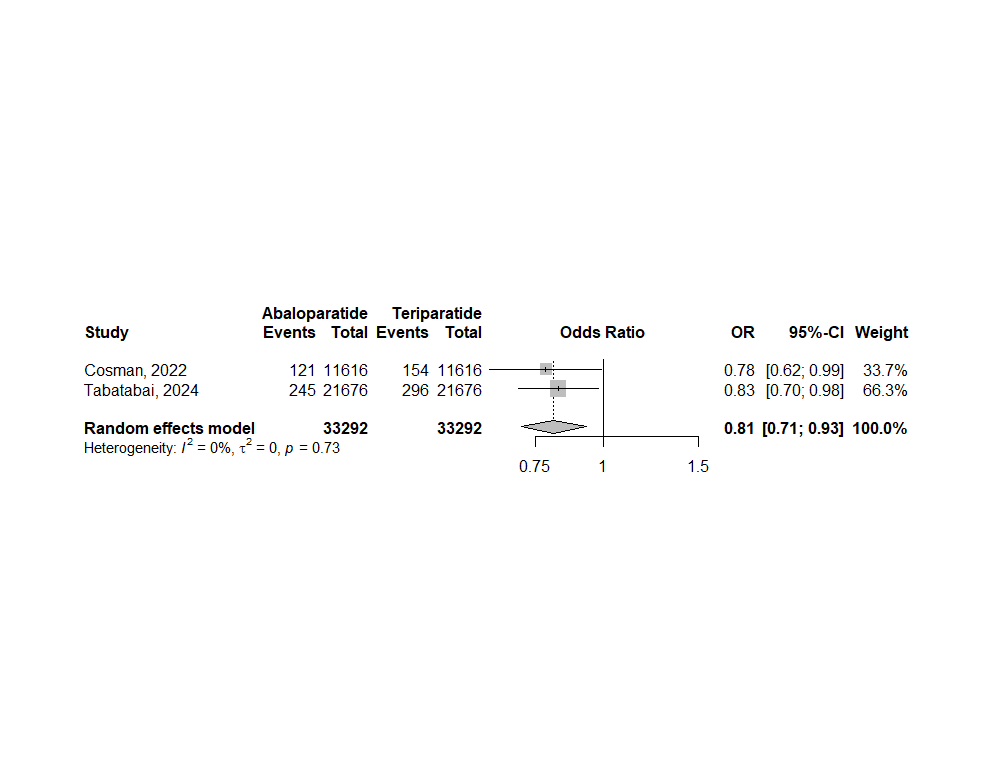 Abaloparatide Teriparatide
Study Events Total Events Total Odds Ratio OR 95%-CI Weight
Cosman, 2022 121 11616 154 11616 0.78 [0.62; 0.99] 33.7%
Tabatabai, 2024 245 21676 296 21676 0.83 [0.70; 0.98] 66.3%
Random effects model 33292 33292 0.81 [0.71; 0.93] 100.0%
Heterogeneity: I² = 0%, τ² = 0, p = 0.73
0.75 1 1.5